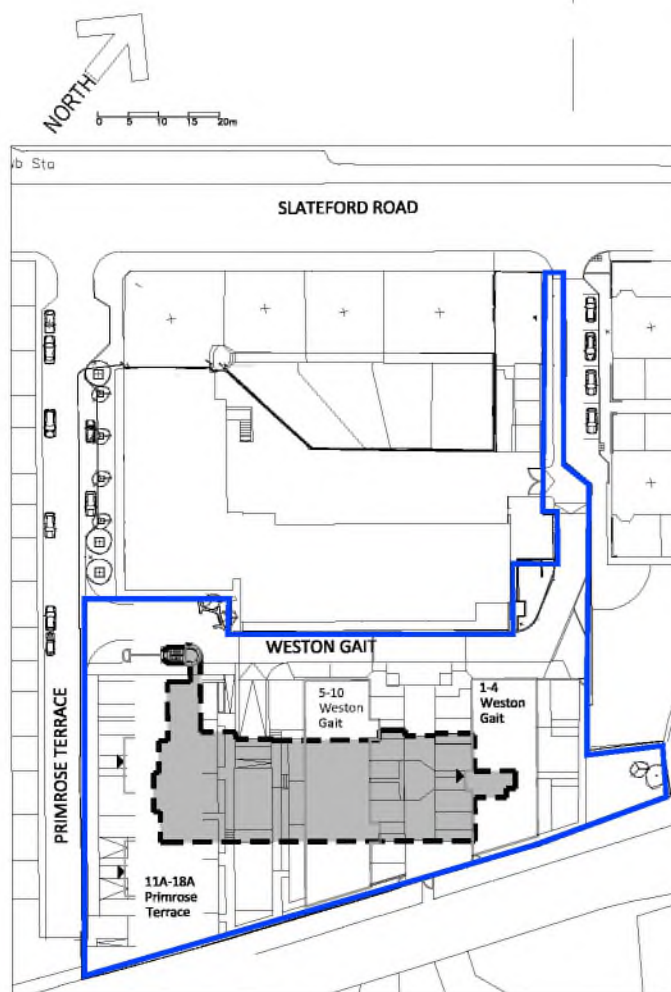 NORTH
0 5 10 15 20m
ub Sta
SLATEFORD ROAD
WESTON GAIT
5-10
Weston
Gait
1-4
Weston
Gait
PRIMROSE TERRACE
11A-18A
Primrose
Terrace